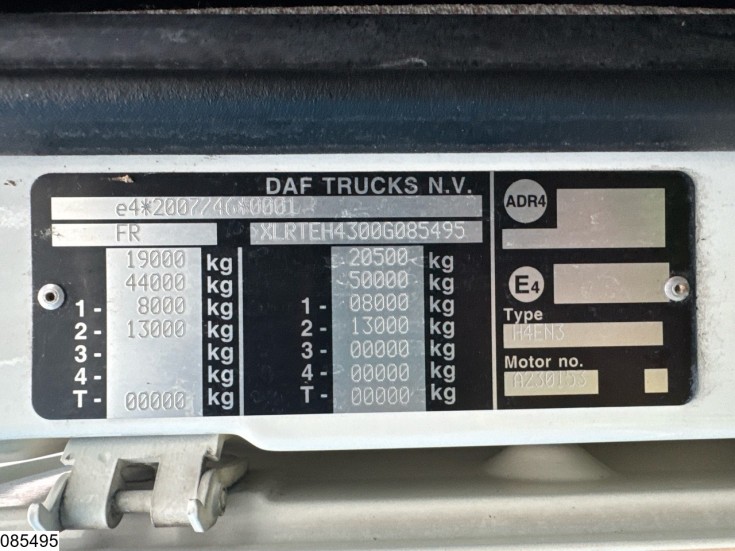 DAF TRUCKS N.V.
e4*2007/46*0001
FR XLRTEH4300G085495
19000 kg 20500 kg
44000 kg 50000 kg
1- 8000 kg 1- 08000 kg
2- 13000 kg 2- 13000 kg
3- kg 3- 00000 kg
4- kg 4- 00000 kg
T- 00000 kg T- 00000 kg
ADR4
E4
Type
H4EN3
Motor no.
A230153
085495